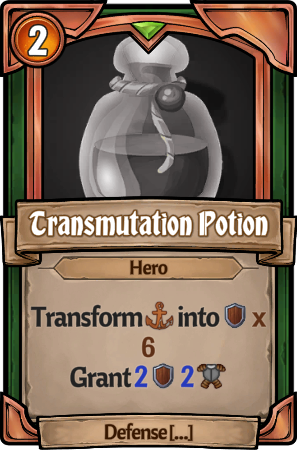 2
Transmutation Potion
Hero
Transform into x
6
Grant 2 2
Defense [...]